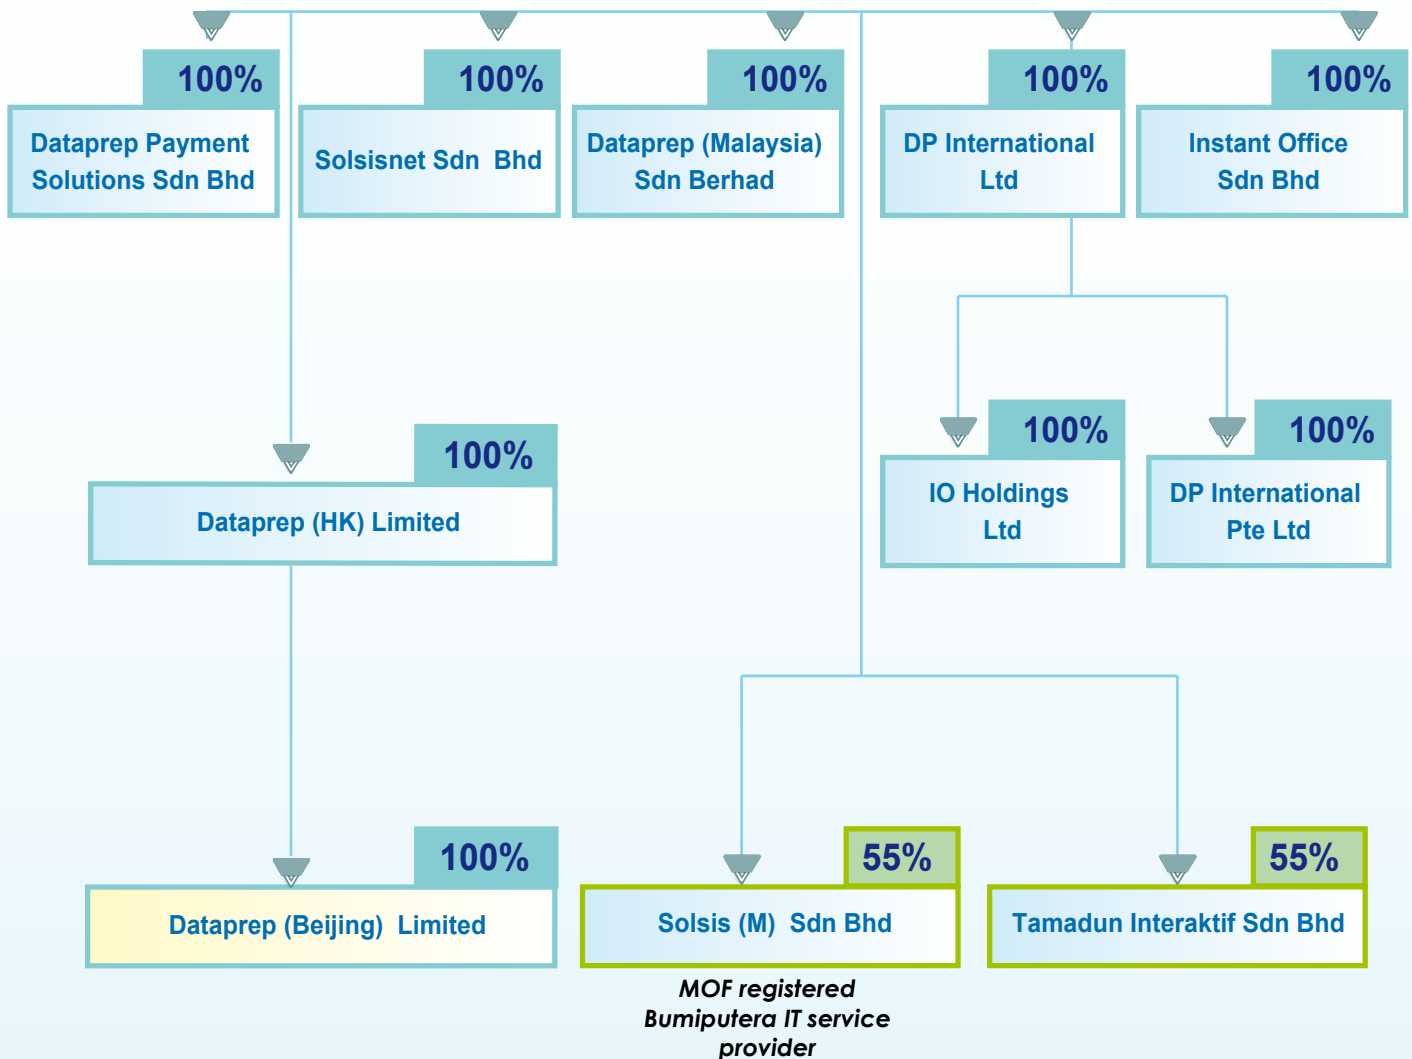 100%
100%
100%
100%
100%
Dataprep Payment
Solutions Sdn Bhd
Solsisnet Sdn Bhd
Dataprep (Malaysia)
Sdn Berhad
DP International
Ltd
Instant Office
Sdn Bhd
100%
100%
100%
Dataprep (HK) Limited
IO Holdings
Ltd
DP International
Pte Ltd
100%
55%
55%
Dataprep (Beijing) Limited
Solsis (M) Sdn Bhd
Tamadun Interaktif Sdn Bhd
MOF registered
Bumiputera IT service
provider